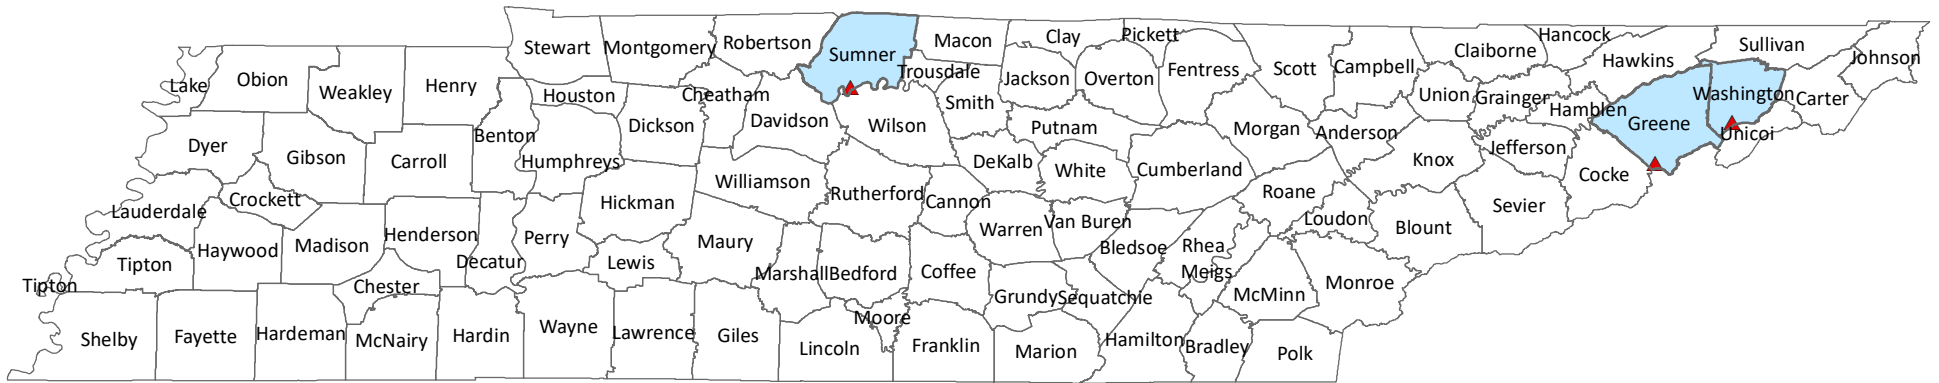 Stewart
Montgomery
Robertson
Sumner
Macon
Clay
Pickett
Claiborne
Hancock
Hawkins
Sullivan
Johnson
Lake
Obion
Weakley
Henry
Houston
Cheatham
Trousdale
Jackson
Overton
Fentress
Scott
Campbell
Union
Grainger
Hamblen
Greene
Washington
Carter
Unicoi
Dyer
Gibson
Carroll
Benton
Humphreys
Dickson
Davidson
Wilson
Smith
Putnam
Morgan
Anderson
Knox
Jefferson
Cocke
Lauderdale
Crockett
Haywood
Madison
Henderson
Decatur
Perry
Hickman
Williamson
Rutherford
Cannon
DeKalb
White
Cumberland
Roane
Loudon
Blount
Sevier
Tipton
Tipton
Chester
Lewis
Maury
Marshall
Bedford
Coffee
Warren
Van Buren
Bledsoe
Rhea
Meigs
McMinn
Monroe
Shelby
Fayette
Hardeman
McNairy
Hardin
Wayne
Lawrence
Giles
Lincoln
Moore
Franklin
Grundy
Sequatchie
Marion
Hamilton
Bradley
Polk